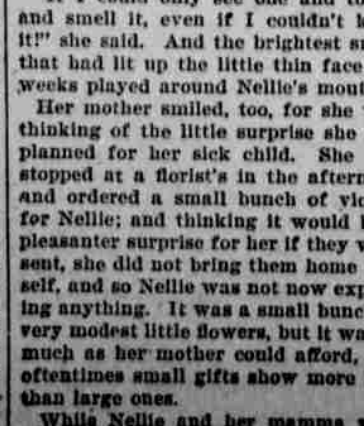 and smell it, even if I couldn't
it!" she said. And the brightest
that had lit up the little thin face
weeks played around Nellie's mout
Her mother smiled, too, for she
thinking of the little surprise she
planned for her sick child. She
stopped at a florist's in the aftern
and ordered a small bunch of vio
for Nellie; and thinking it would
pleasanter surprise for her if they
sent, she did not bring them home
self, and so Nellie was not now exp
ing anything. It was a small bunc
very modest little flowers, but it wa
much as her mother could afford,
oftentimes small gifts show more
than large ones.
While Nellie and her mamma